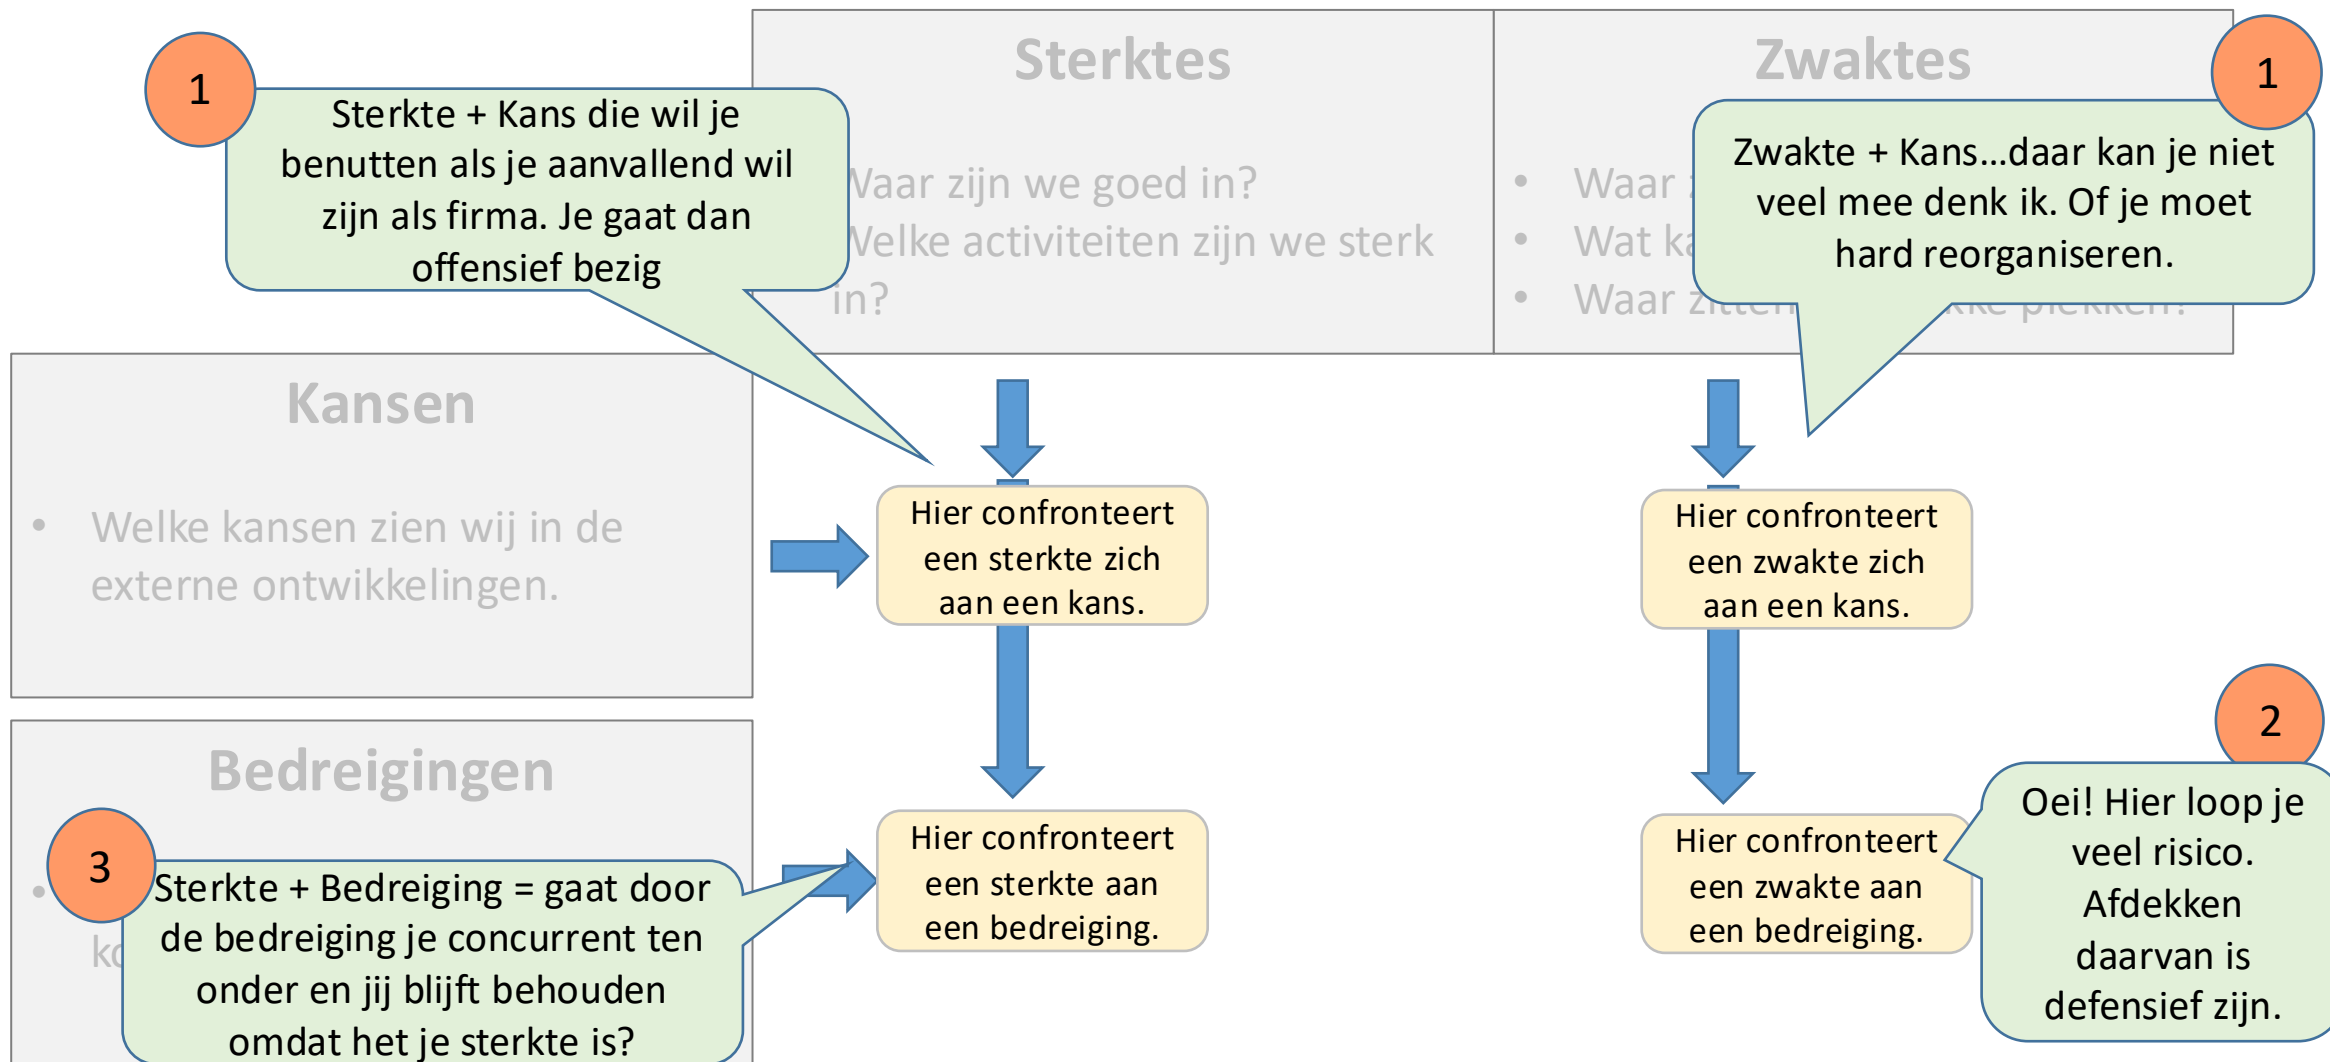 Sterktes
Zwaktes
1
1
Sterkte + Kans die wil je
benutten als je aanvallend wil
zijn als firma. Je gaat dan
offensief bezig
Waar zijn we goed in?
Welke activiteiten zijn we sterk
in?
Zwakte + Kans...daar kan je niet
veel mee denk ik. Of je moet
hard reorganiseren.
• Waar
• Wat
• Waar zitten plekken?
Kansen
• Welke kansen zien wij in de
externe ontwikkelingen.
Hier confronteert
een sterkte zich
aan een kans.
Hier confronteert
een zwakte zich
aan een kans.
Bedreigingen
3
Sterkte + Bedreiging = gaat door
de bedreiging je concurrent ten
onder en jij blijft behouden
omdat het je sterkte is?
Hier confronteert
een sterkte aan
een bedreiging.
Hier confronteert
een zwakte aan
een bedreiging.
2
Oei! Hier loop je
veel risico.
Afdekken
daarvan is
defensief zijn.